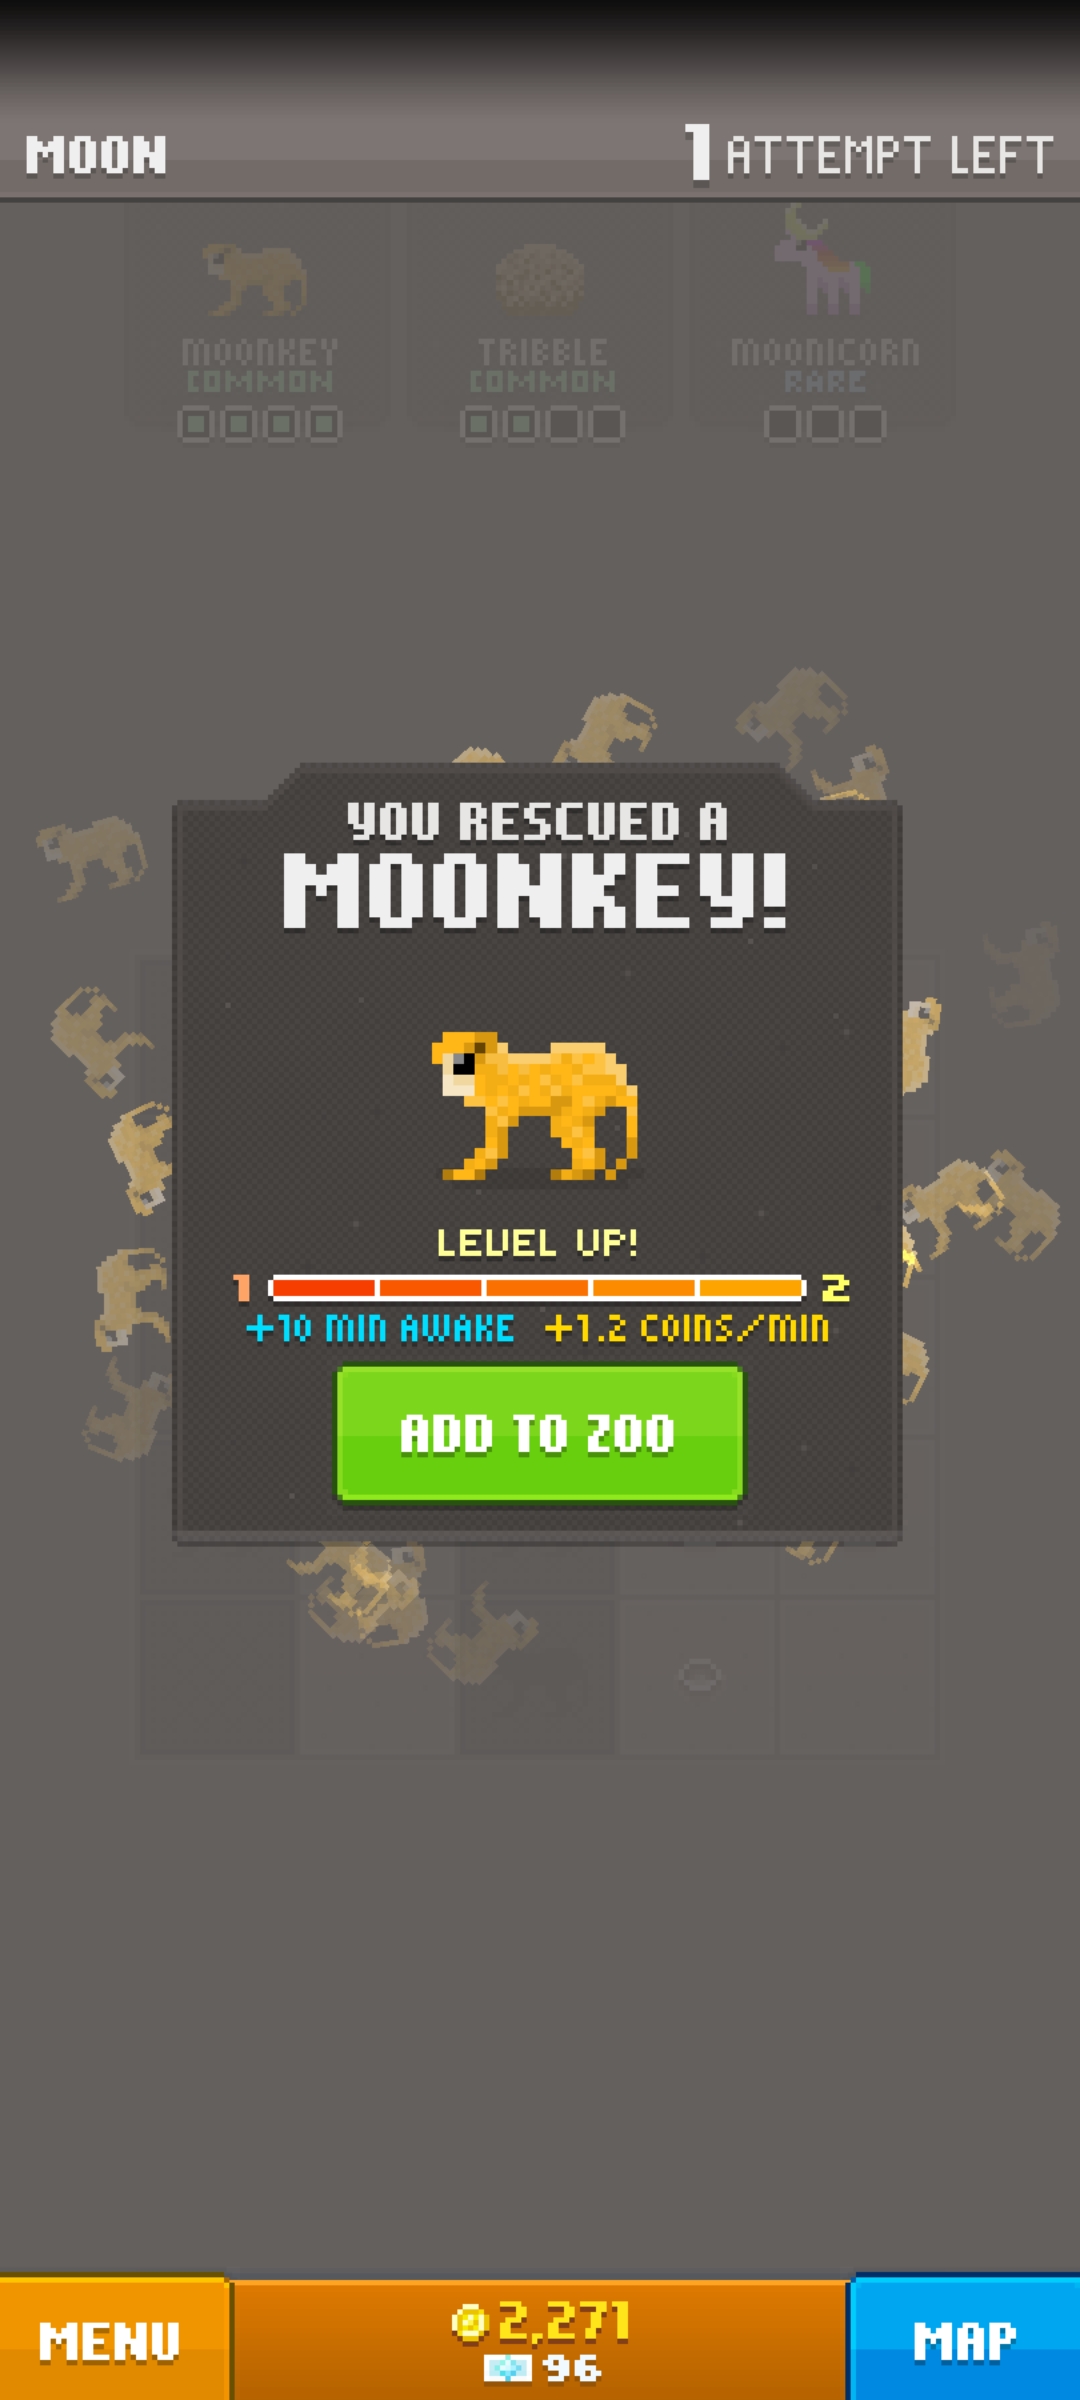 MOON
1 ATTEMPT LEFT
MOONKEY TRIBBLE MOONICORN
COMMON COMMON RARE
YOU RESCUED A
MOONKEY!
LEVEL UP!
1 2
+10 MIN AWAKE +1.2 COINS/MIN
ADD TO ZOO
MENU
2,271
96
MAP